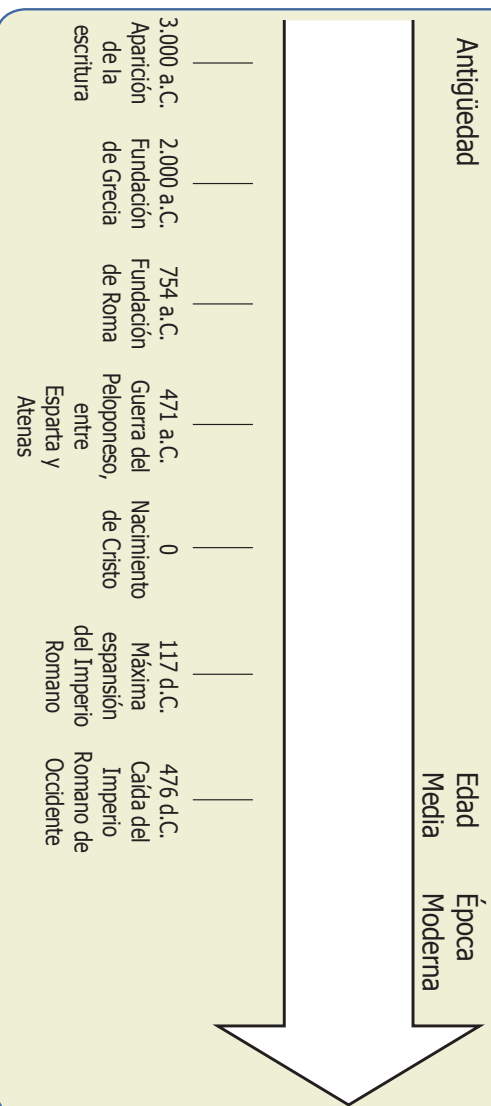 Antigüedad
Edad
Media
Época
Moderna
3.000 a.C.
Aparición
de la
escritura
2.000 a.C.
Fundación
de Grecia
754 a.C.
Fundación
de Roma
471 a.C.
Guerra del
Peloponeso,
entre
Esparta y
Atenas
0
Nacimiento
de Cristo
117 d.C.
Máxima
espansión
del Imperio
Romano
476 d.C.
Caída del
Imperio
Romano de
Occidente